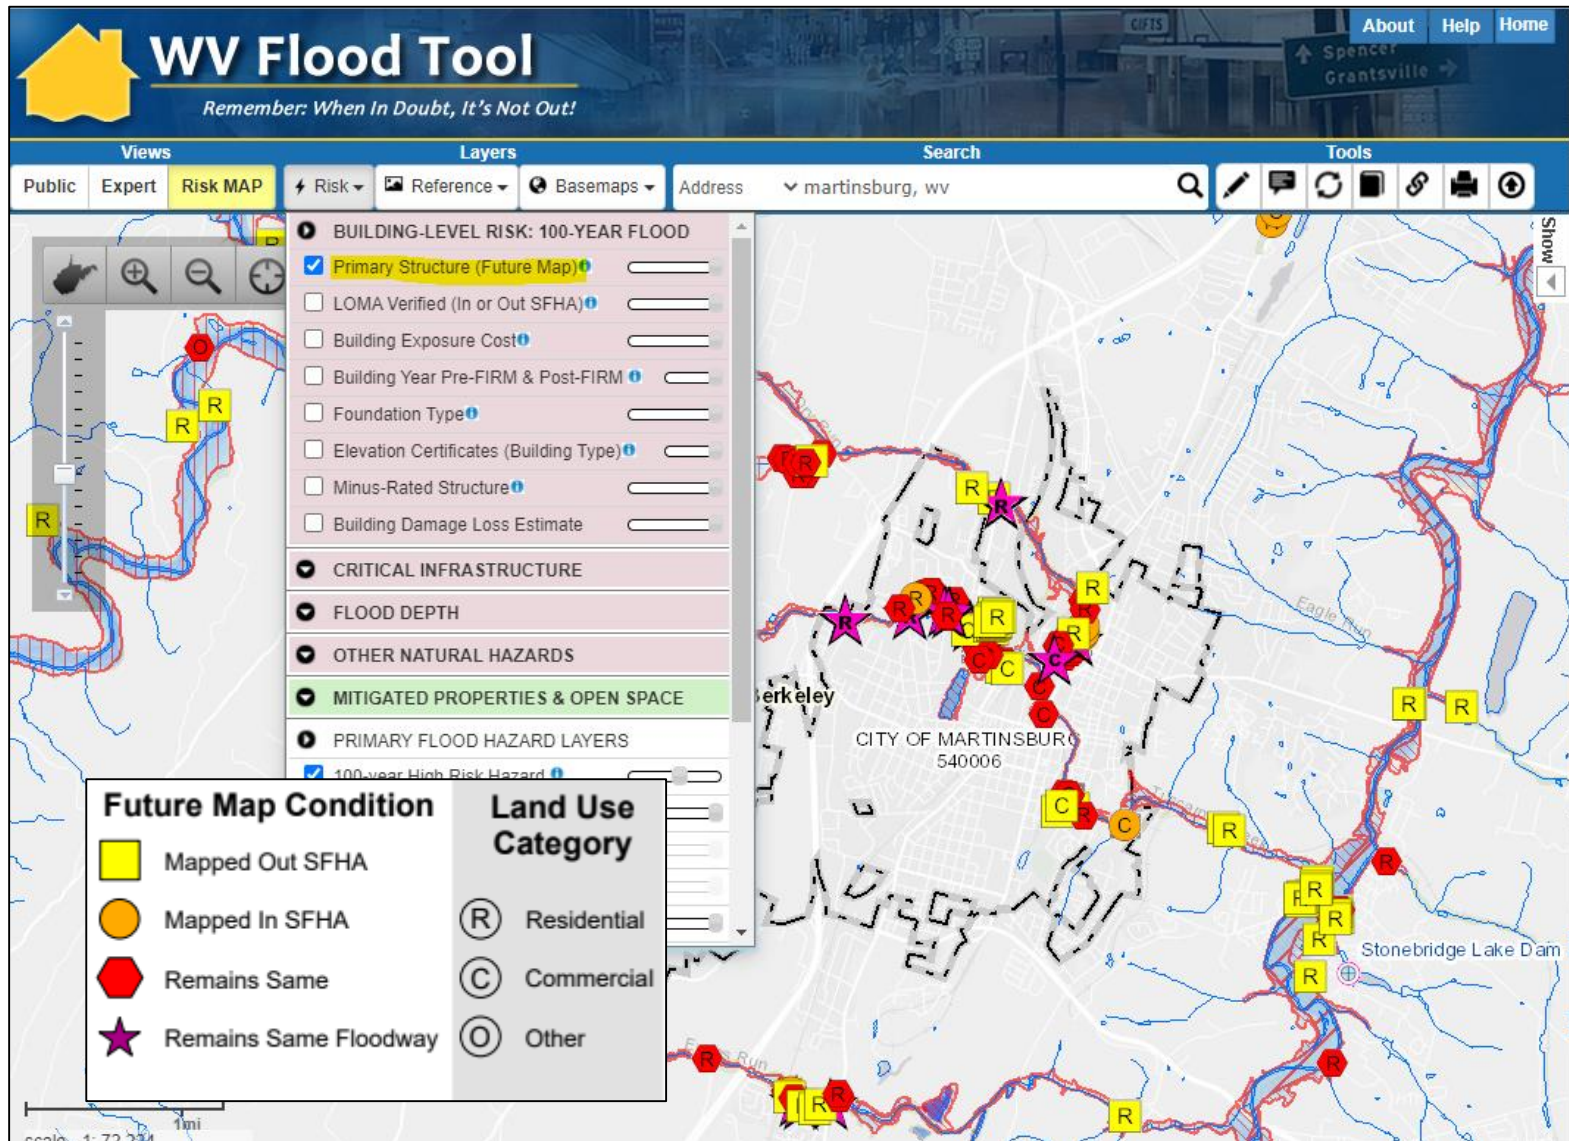 About Help Home
GIFTS
Spencer
Grantsville
WV Flood Tool
Remember: When In Doubt, It's Not Out!
Views Layers Search Tools
Public Expert Risk MAP Risk Reference Basemaps Address martinsburg, wv
Show
BUILDING-LEVEL RISK: 100-YEAR FLOOD
Primary Structure (Future Map)
LOMA Verified (In or Out SFHA)
Building Exposure Cost
Building Year Pre-FIRM & Post-FIRM
Foundation Type
Elevation Certificates (Building Type)
Minus-Rated Structure
Building Damage Loss Estimate
CRITICAL INFRASTRUCTURE
FLOOD DEPTH
OTHER NATURAL HAZARDS
MITIGATED PROPERTIES & OPEN SPACE
PRIMARY FLOOD HAZARD LAYERS
100-year High Risk Hazard
Eagle Run
CITY OF MARTINSBURG
540006
Stonebridge Lake Dam
Future Map Condition
Mapped Out SFHA
Mapped In SFHA
Remains Same
Remains Same Floodway
Land Use
Category
R Residential
C Commercial
O Other
1mi